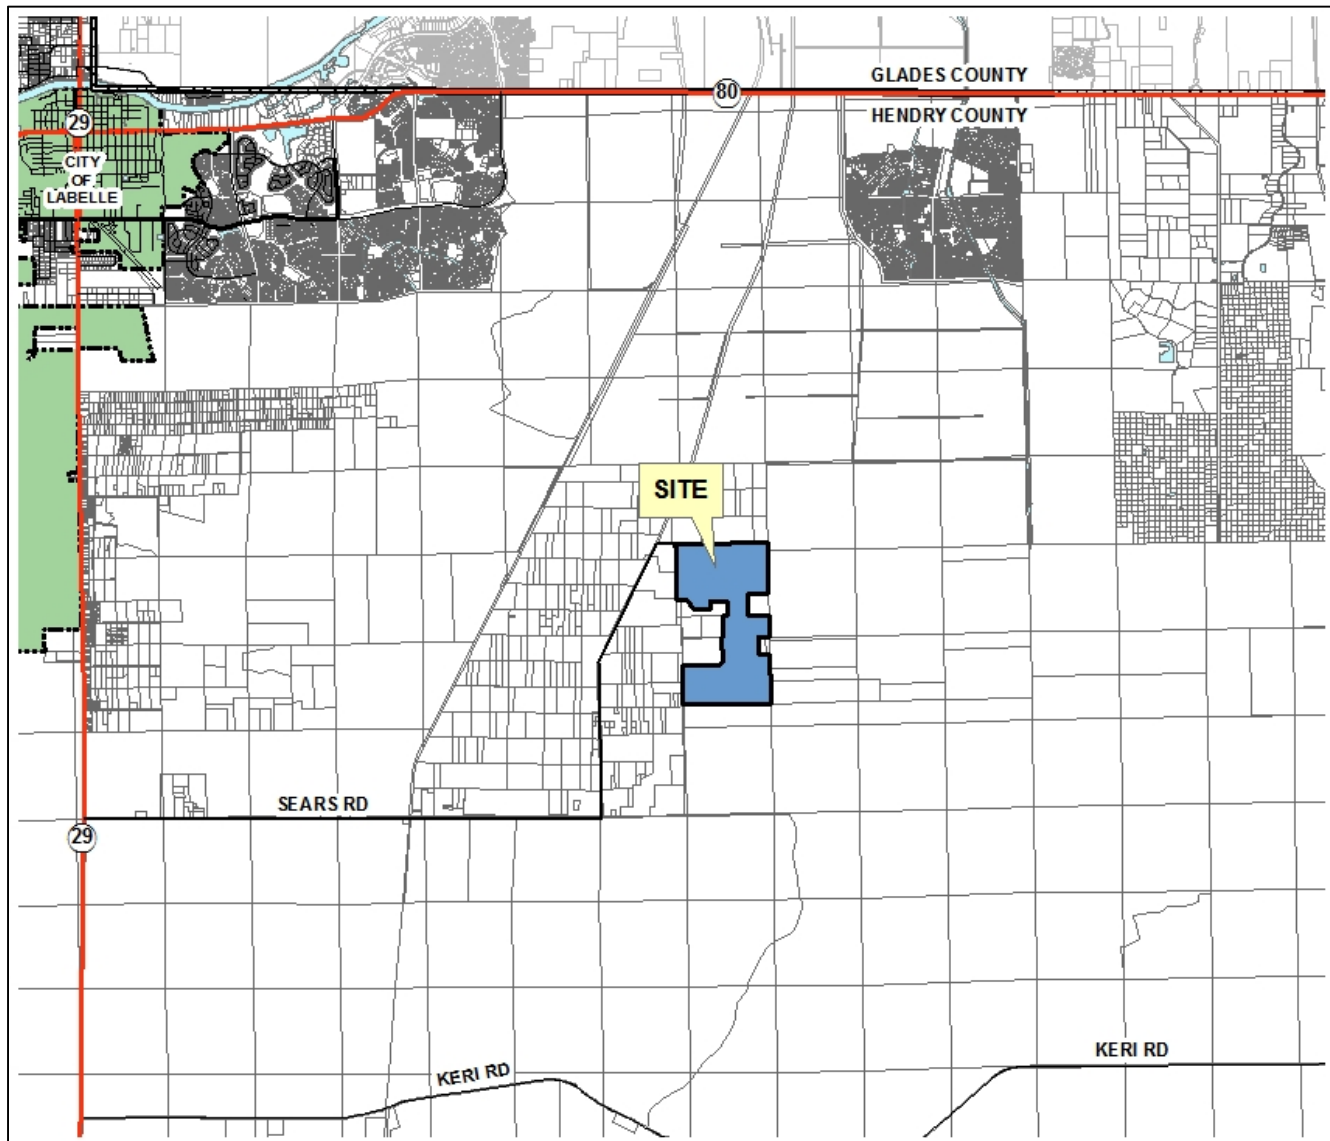 GLADES COUNTY
80
HENDRY COUNTY
29
CITY
OF
LABELLE
SITE
SEARS RD
29
KERI RD
KERI RD